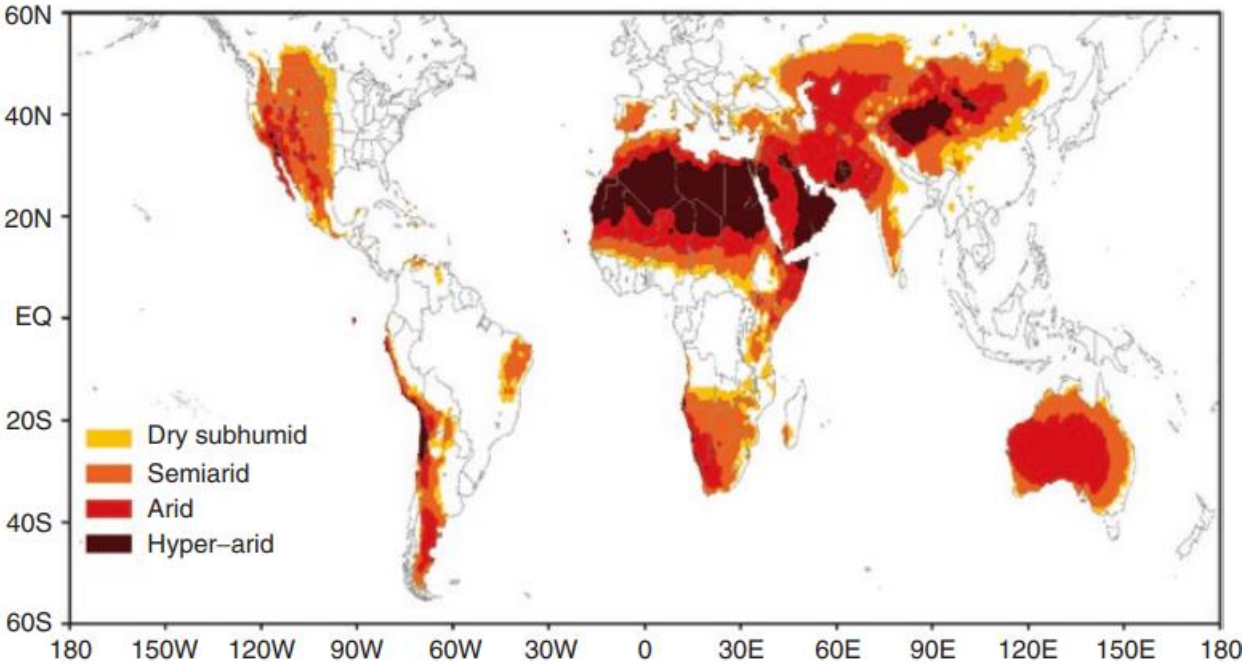 60N
40N
20N
EQ
20S
40S
60S
Dry subhumid
Semiarid
Arid
Hyper–arid
180 150W 120W 90W 60W 30W 0 30E 60E 90E 120E 150E 180